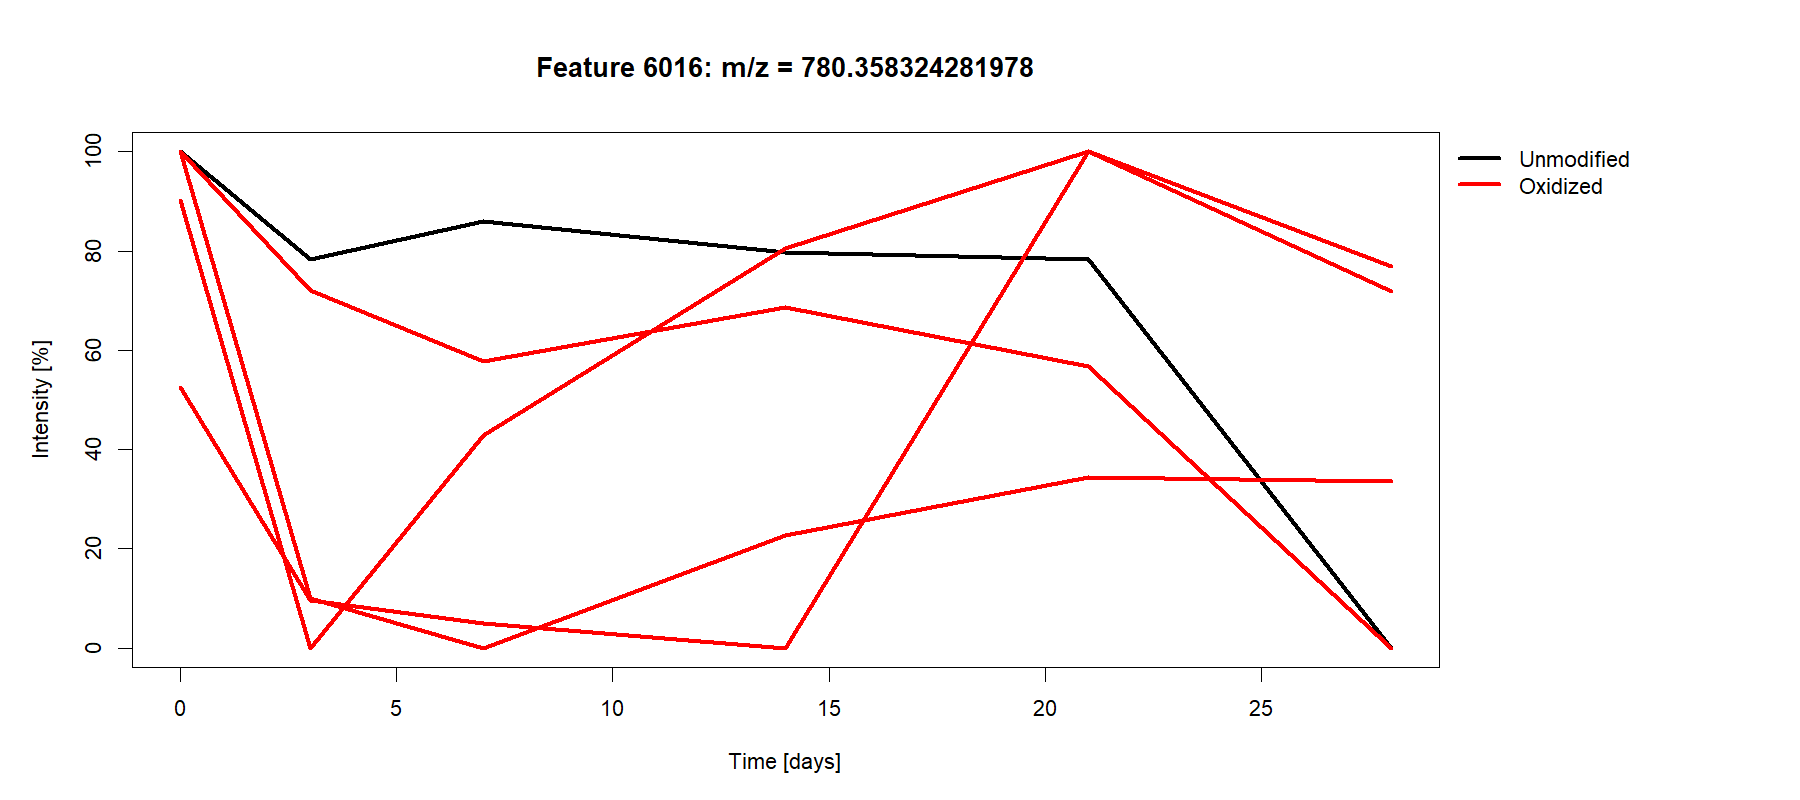 Feature 6016: m/z = 780.358324281978
Unmodified
Oxidized
Intensity [%]
100
80
60
40
20
0
0 5 10 15 20 25
Time [days]